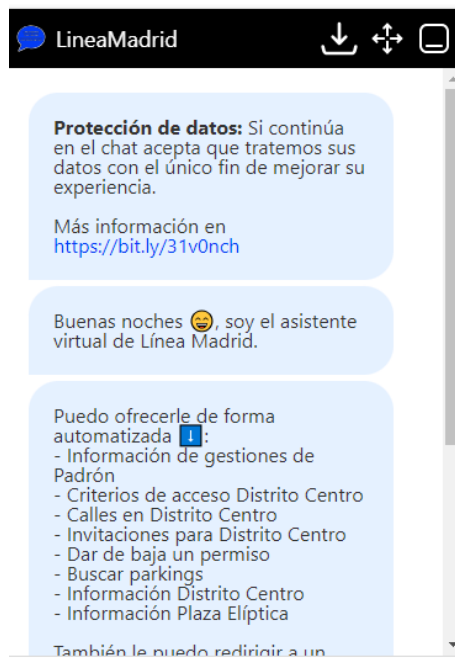 LineaMadrid
Protección de datos: Si continúa
en el chat acepta que tratemos sus
datos con el único fin de mejorar su
experiencia.
Más información en
https://bit.ly/31v0nch
Buenas noches 😄, soy el asistente
virtual de Línea Madrid.
Puedo ofrecerle de forma
automatizada ⬇️:
- Información de gestiones de
Padrón
- Criterios de acceso Distrito Centro
- Calles en Distrito Centro
- Invitaciones para Distrito Centro
- Dar de baja un permiso
- Buscar parkings
- Información Distrito Centro
- Información Plaza Elíptica
También le puedo redirigir a un